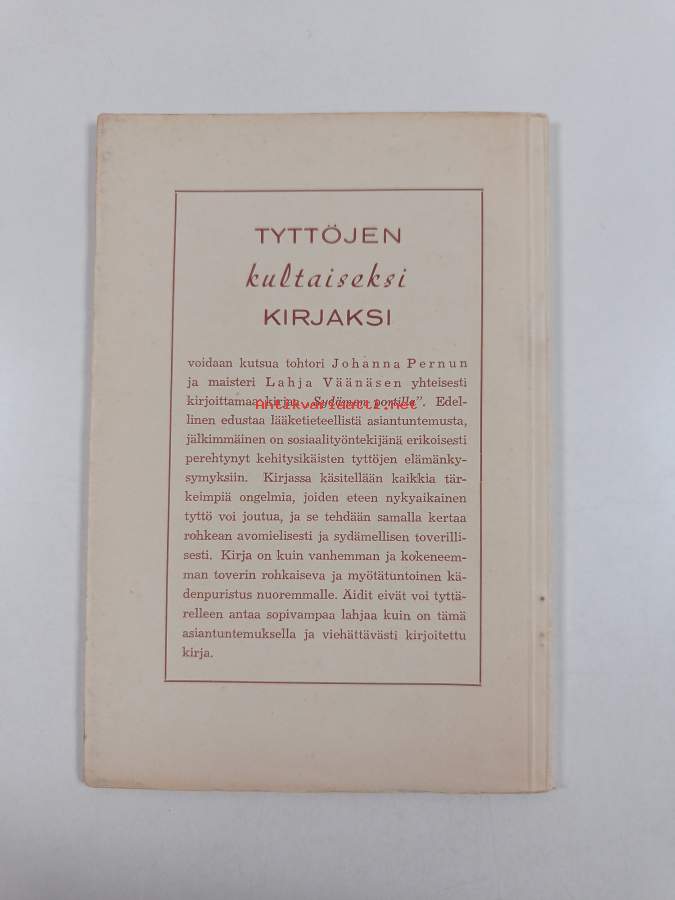 TYTTÖJEN
kultaiseksi
KIRJAKSI
voidaan kutsua tohtori Johanna Pernun
ja maisteri Lahja Väänäsen yhteisesti
kirjoittamaa kirjaa „Sydämen portilla”. Edel-
linen edustaa lääketieteellistä asiantuntemusta,
jälkimmäinen on sosiaalityöntekijänä erikoisesti
perehtynyt kehitysikäisten tyttöjen elämänky-
symyksiin. Kirjassa käsitellään kaikkia tär-
keimpiä ongelmia, joiden eteen nykyaikainen
tyttö voi joutua, ja se tehdään samalla kertaa
rohkean avomielisesti ja sydämellisen toverilli-
sesti. Kirja on kuin vanhemman ja kokeneem-
man toverin rohkaiseva ja myötätuntoinen kä-
denpuristus nuoremmalle. Äidit eivät voi tyttä-
relleen antaa sopivampaa lahjaa kuin on tämä
asiantuntemuksella ja viehättävästi kirjoitettu
kirja.
Antikvariaatti.net